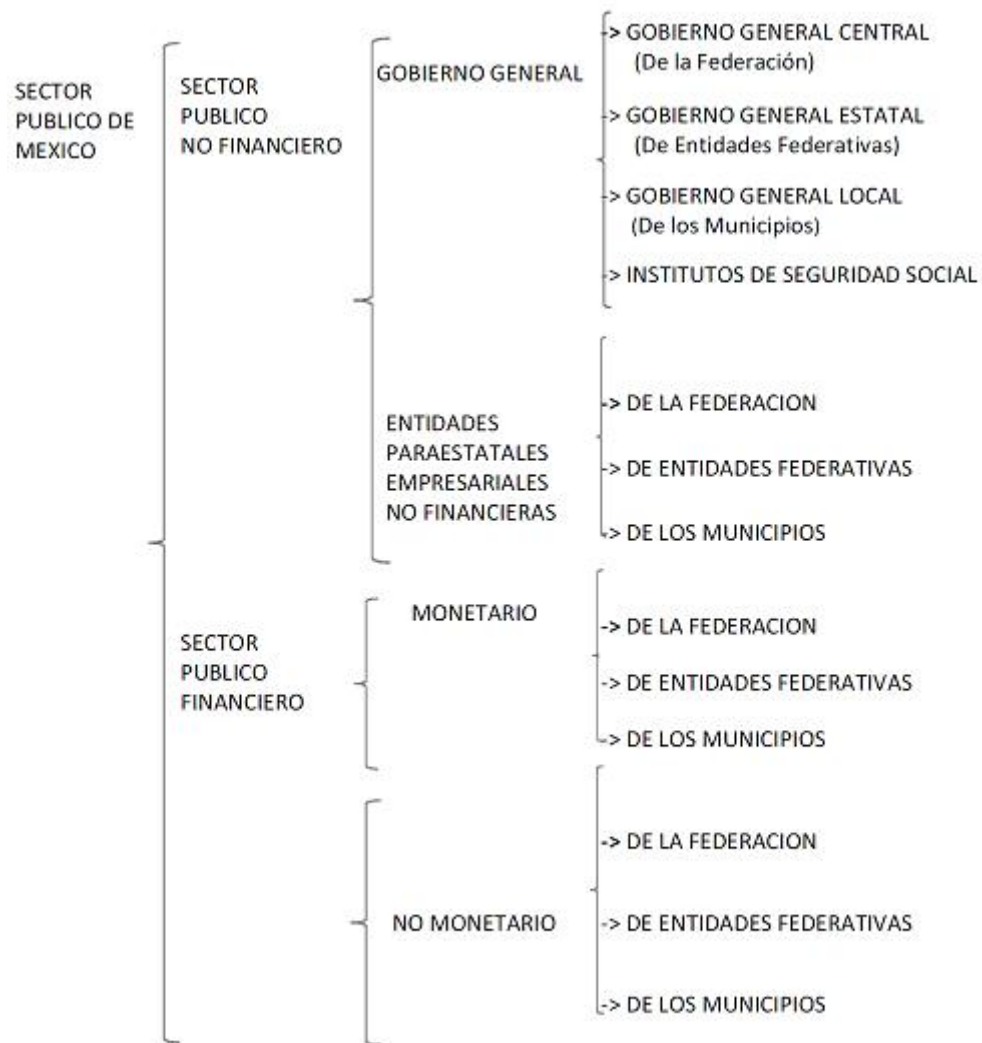 SECTOR
PUBLICO DE
MEXICO
SECTOR
PUBLICO
NO FINANCIERO
GOBIERNO GENERAL
-> GOBIERNO GENERAL CENTRAL
(De la Federación)
-> GOBIERNO GENERAL ESTATAL
(De Entidades Federativas)
-> GOBIERNO GENERAL LOCAL
(De los Municipios)
-> INSTITUTOS DE SEGURIDAD SOCIAL
ENTIDADES
PARAESTATALES
EMPRESARIALES
NO FINANCIERAS
-> DE LA FEDERACION
-> DE ENTIDADES FEDERATIVAS
-> DE LOS MUNICIPIOS
SECTOR
PUBLICO
FINANCIERO
MONETARIO
-> DE LA FEDERACION
-> DE ENTIDADES FEDERATIVAS
-> DE LOS MUNICIPIOS
NO MONETARIO
-> DE LA FEDERACION
-> DE ENTIDADES FEDERATIVAS
-> DE LOS MUNICIPIOS